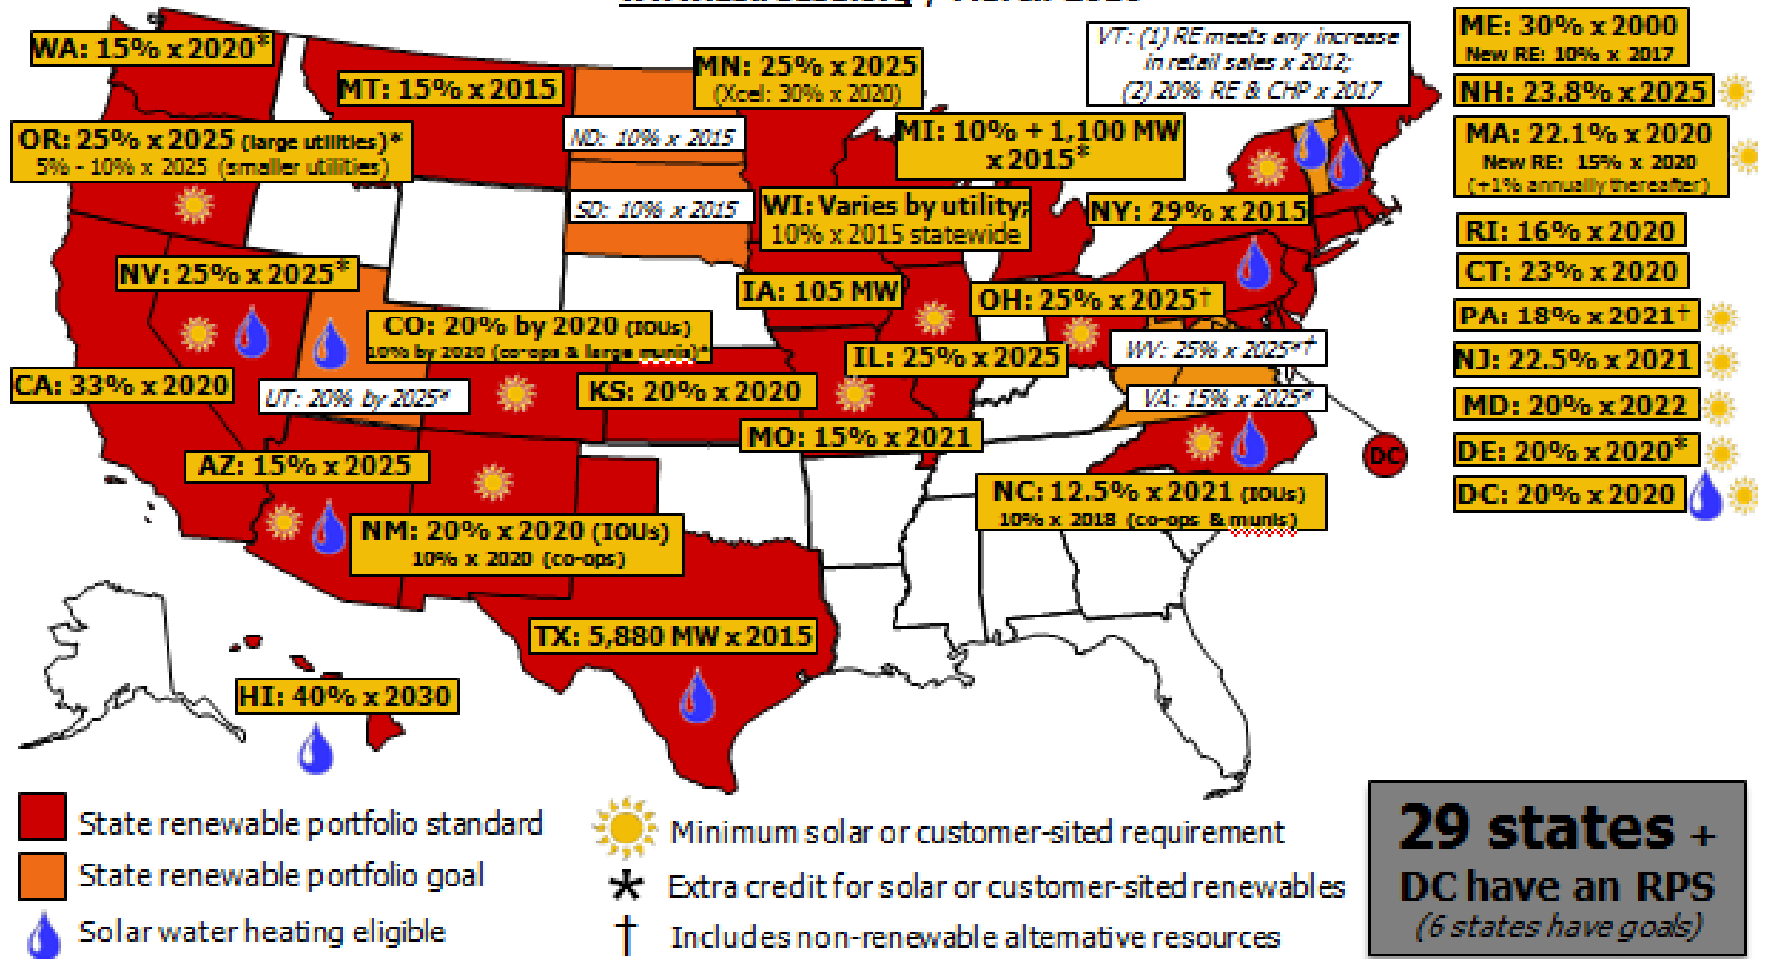 WA: 15% x 2020*
MT: 15% x 2015
MN: 25% x 2025
(Xcel: 30% x 2020)
VT: (1) RE meets any increase
in retail sales x 2012;
(2) 20% RE & CHP x 2017
ME: 30% x 2000
New RE: 10% x 2017
NH: 23.8% x 2025
OR: 25% x 2025 (large utilities)*
5% - 10% x 2025 (smaller utilities)
ND: 10% x 2015
MI: 10% + 1,100 MW
x 2015*
MA: 22.1% x 2020
New RE: 15% x 2020
(+1% annually thereafter)
SD: 10% x 2015
WI: Varies by utility;
10% x 2015 statewide
NY: 29% x 2015
RI: 16% x 2020
CT: 23% x 2020
NV: 25% x 2025*
IA: 105 MW
OH: 25% x 2025†
PA: 18% x 2021†
CO: 20% by 2020 (IOUs)
10% by 2020 (co-ops & large munis)*
IL: 25% x 2025
WV: 25% x 2025*†
NJ: 22.5% x 2021
CA: 33% x 2020
UT: 20% by 2025*
KS: 20% x 2020
VA: 15% x 2025*
MD: 20% x 2022
MO: 15% x 2021
DC
DE: 20% x 2020*
AZ: 15% x 2025
NC: 12.5% x 2021 (IOUs)
10% x 2018 (co-ops & munis)
DC: 20% x 2020
NM: 20% x 2020 (IOUs)
10% x 2020 (co-ops)
TX: 5,880 MW x 2015
HI: 40% x 2030
State renewable portfolio standard
State renewable portfolio goal
Solar water heating eligible
Minimum solar or customer-sited requirement
* Extra credit for solar or customer-sited renewables
† Includes non-renewable alternative resources
29 states +
DC have an RPS
(6 states have goals)